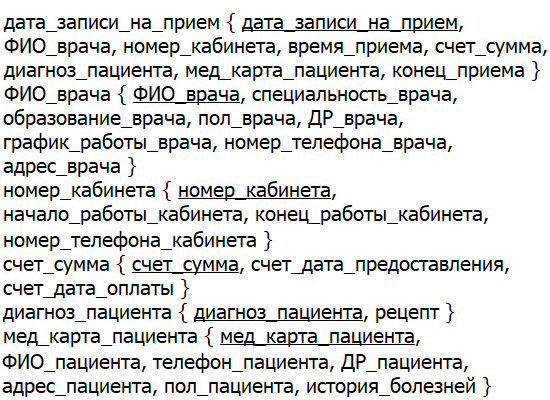 дата_записи_на_прием { дата_записи_на_прием,
ФИО_врача, номер_кабинета, время_приема, счет_сумма,
диагноз_пациента, мед_карта_пациента, конец_приема }
ФИО_врача { ФИО_врача, специальность_врача,
образование_врача, пол_врача, ДР_врача,
график_работы_врача, номер_телефона_врача,
адрес_врача }
номер_кабинета { номер_кабинета,
начало_работы_кабинета, конец_работы_кабинета,
номер_телефона_кабинета }
счет_сумма { счет_сумма, счет_дата_предоставления,
счет_дата_оплаты }
диагноз_пациента { диагноз_пациента, рецепт }
мед_карта_пациента { мед_карта_пациента,
ФИО_пациента, телефон_пациента, ДР_пациента,
адрес_пациента, пол_пациента, история_болезней }